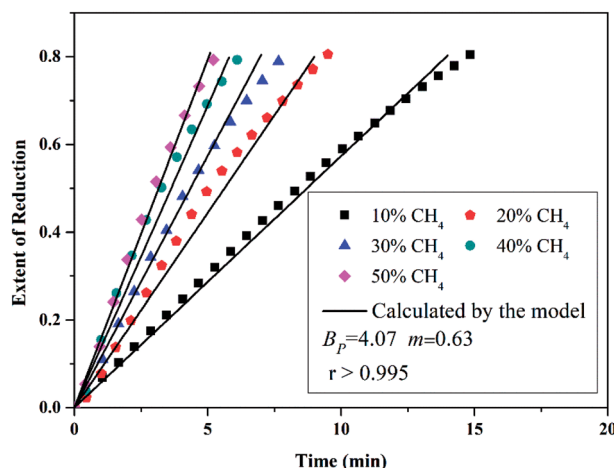 Extent of Reduction
0.8
0.6
0.4
0.2
0.0
0 5 10 15 20
Time (min)
10% CH₄ 20% CH₄
30% CH₄ 40% CH₄
50% CH₄
Calculated by the model
B_P=4.07 m=0.63
r > 0.995